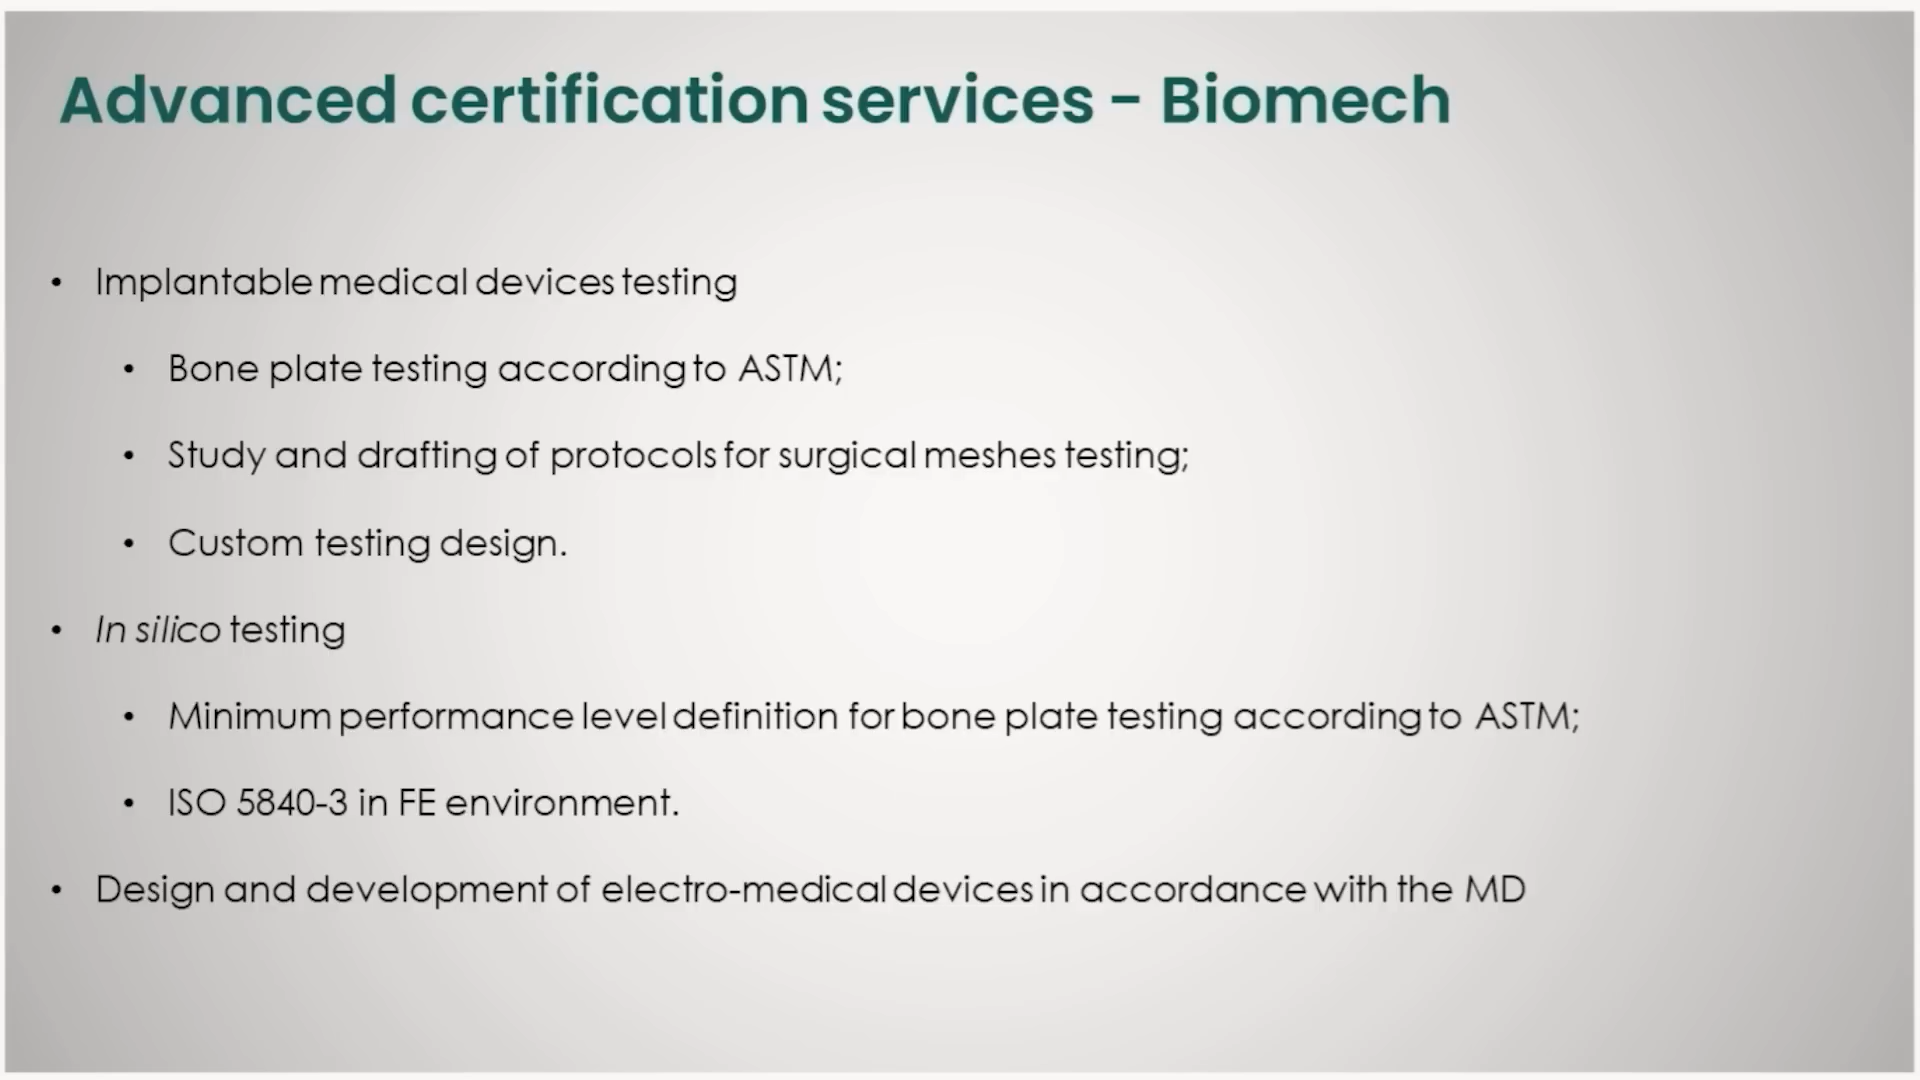 Advanced certification services - Biomech
• Implantable medical devices testing
• Bone plate testing according to ASTM;
• Study and drafting of protocols for surgical meshes testing;
• Custom testing design.
• In silico testing
• Minimum performance level definition for bone plate testing according to ASTM;
• ISO 5840-3 in FE environment.
• Design and development of electro-medical devices in accordance with the MD